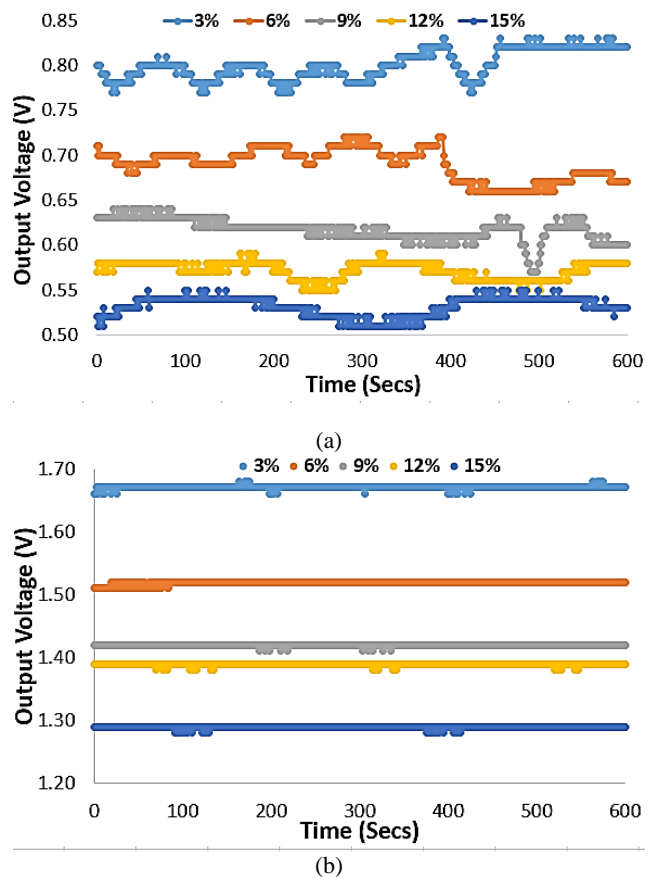 3% 6% 9% 12% 15%
0.85
0.80
0.75
0.70
0.65
0.60
0.55
0.50
Output Voltage (V)
0 100 200 300 400 500 600
Time (Secs)
(a)
3% 6% 9% 12% 15%
1.70
1.60
1.50
1.40
1.30
1.20
Output Voltage (V)
0 100 200 300 400 500 600
Time (Secs)
(b)